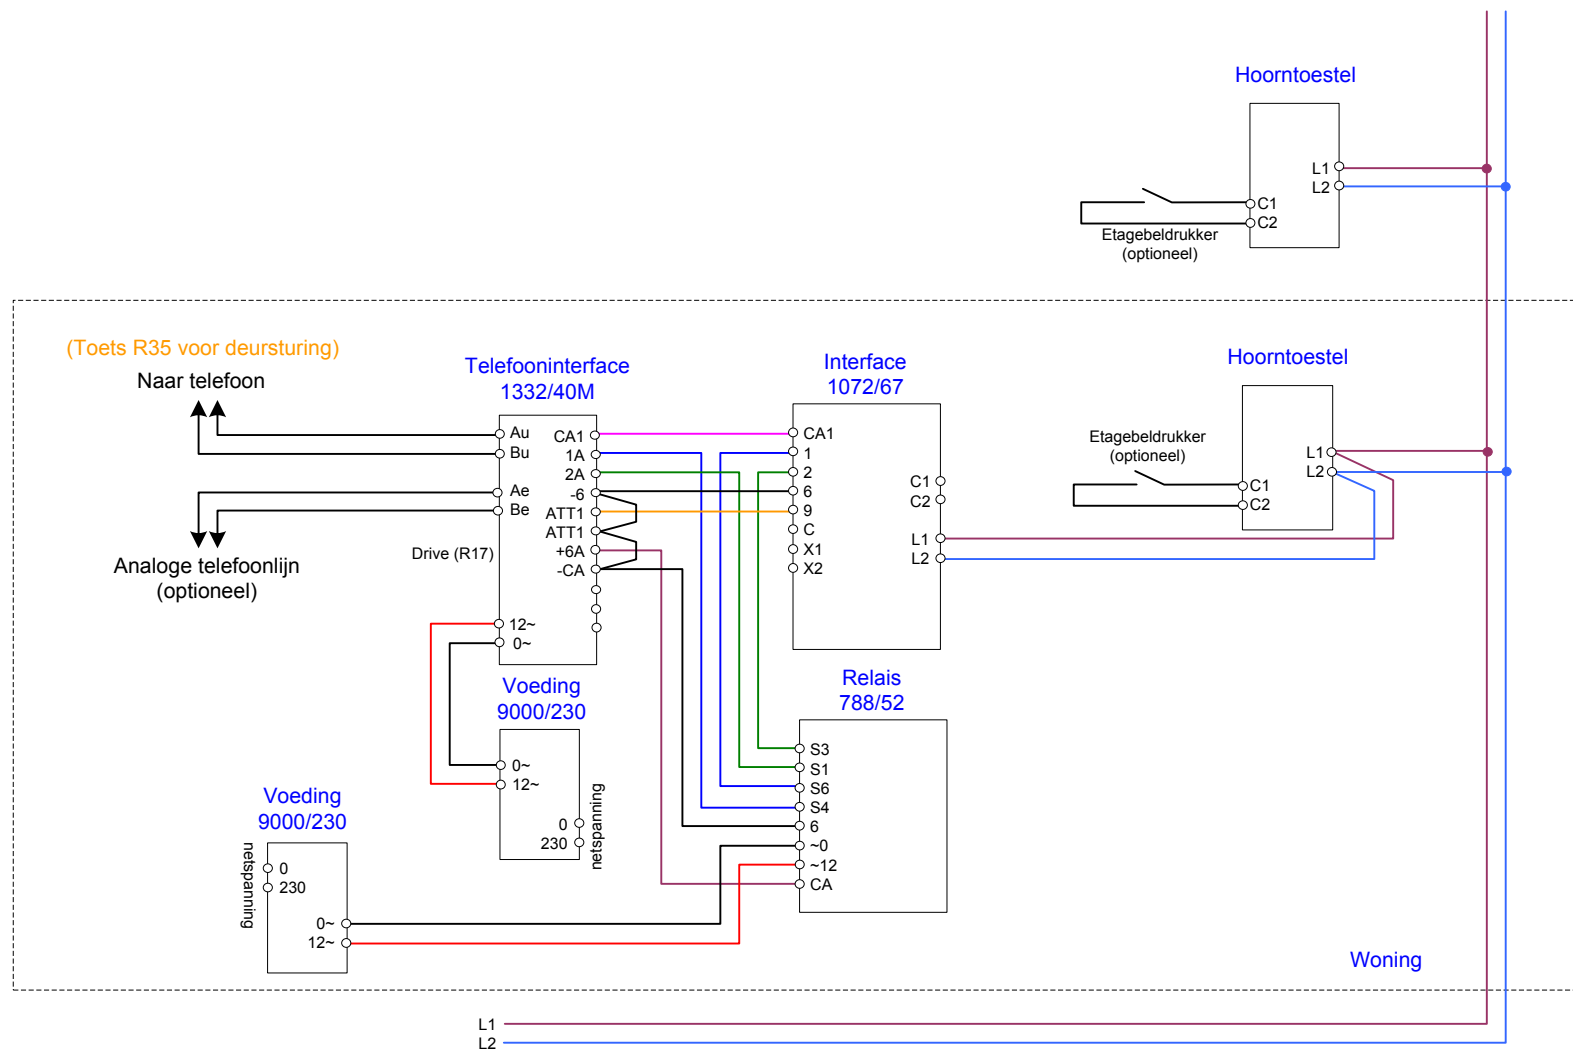 Hoorntoestel
L1
L2
C1
C2
Etagebeldrukker
(optioneel)
(Toets R35 voor deursturing)
Naar telefoon
Analoge telefoonlijn
(optioneel)
Telefooninterface
1332/40M
Au
Bu
Ae
Be
Drive (R17)
12~
0~
CA1
1A
2A
-6
ATT1
ATT1
+6A
-CA
Interface
1072/67
CA1
1
2
6
9
C
X1
X2
C1
C2
L1
L2
Hoorntoestel
Etagebeldrukker
(optioneel)
L1
L2
C1
C2
Voeding
9000/230
0~
12~
0
230
netspanning
Relais
788/52
S3
S1
S6
S4
6
~0
~12
CA
Voeding
9000/230
netspanning
0
230
0~
12~
Woning
L1
L2